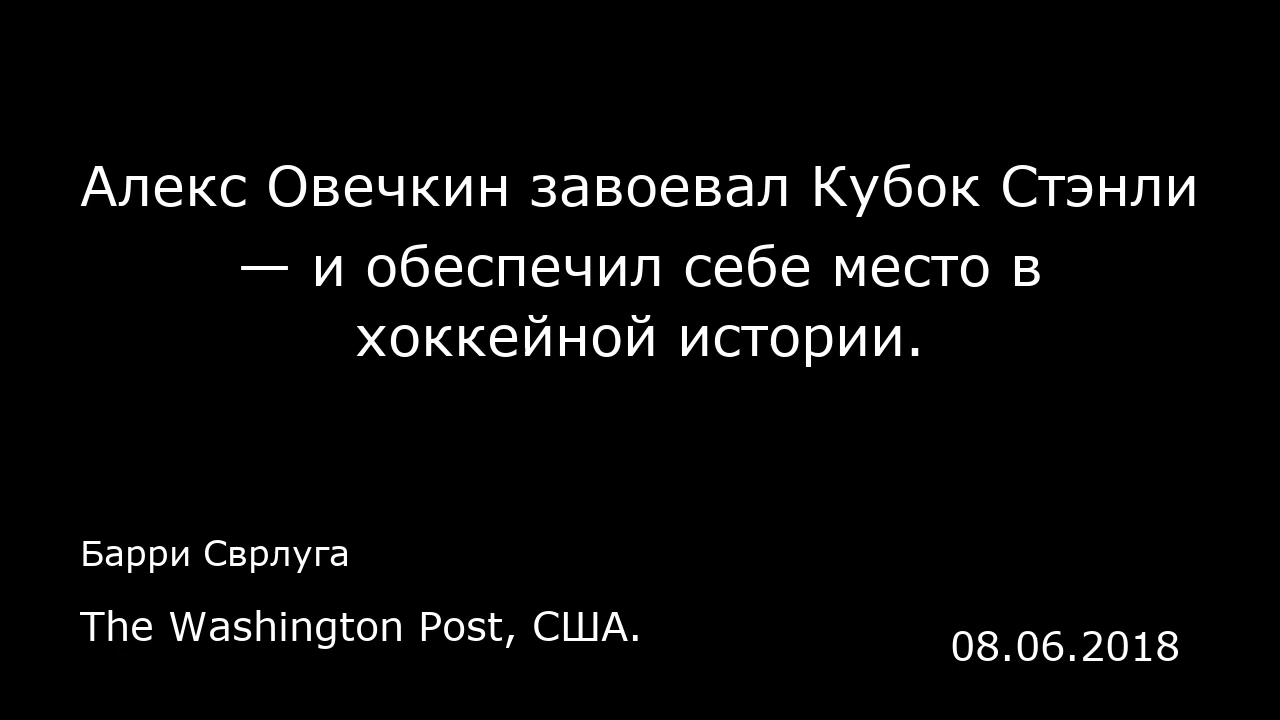 Алекс Овечкин завоевал Кубок Стэнли
— и обеспечил себе место в
хоккейной истории.
Барри Сврлуга
The Washington Post, США.
08.06.2018